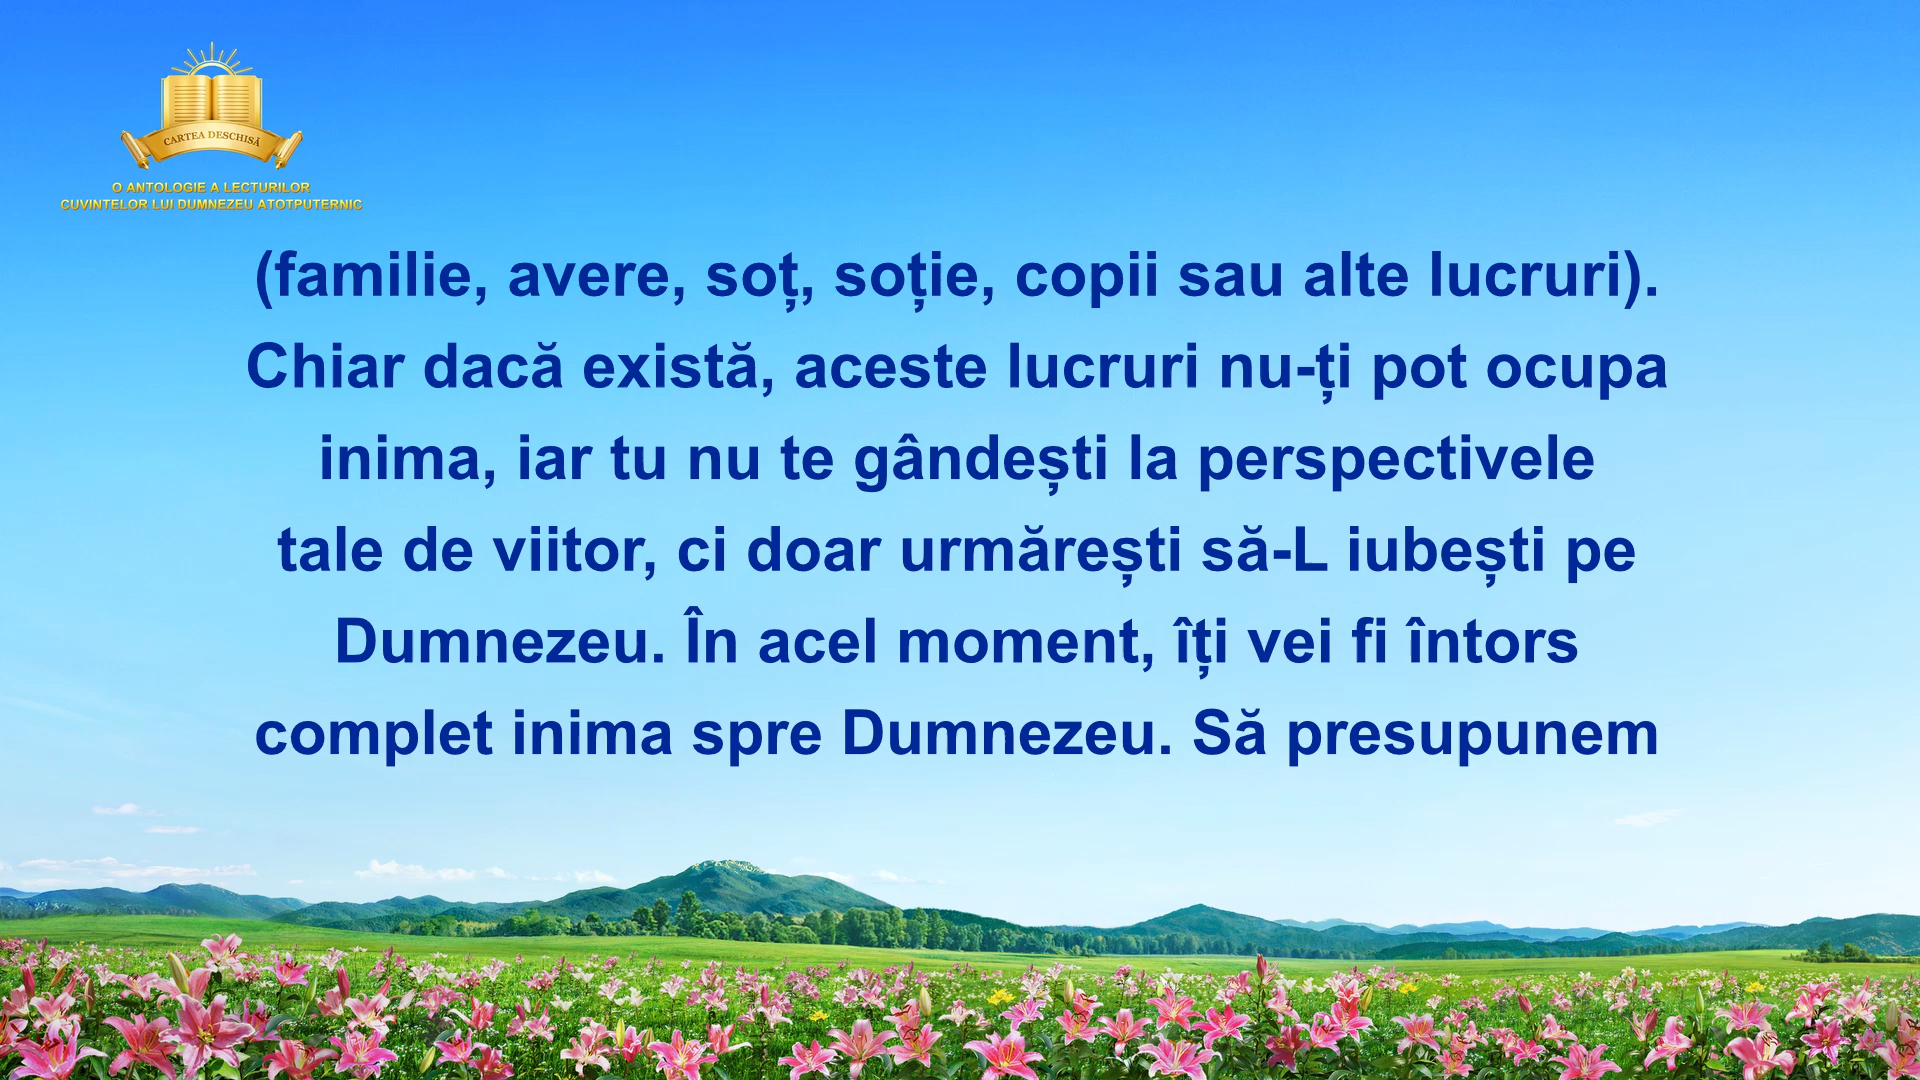 CARTEA DESCHISĂ
O ANTOLOGIE A LECTURILOR
CUVINTELOR LUI DUMNEZEU ATOTPUTERNIC
(familie, avere, soț, soție, copii sau alte lucruri).
Chiar dacă există, aceste lucruri nu-ți pot ocupa
inima, iar tu nu te gândești la perspectivele
tale de viitor, ci doar urmărești să-L iubești pe
Dumnezeu. În acel moment, îți vei fi întors
complet inima spre Dumnezeu. Să presupunem